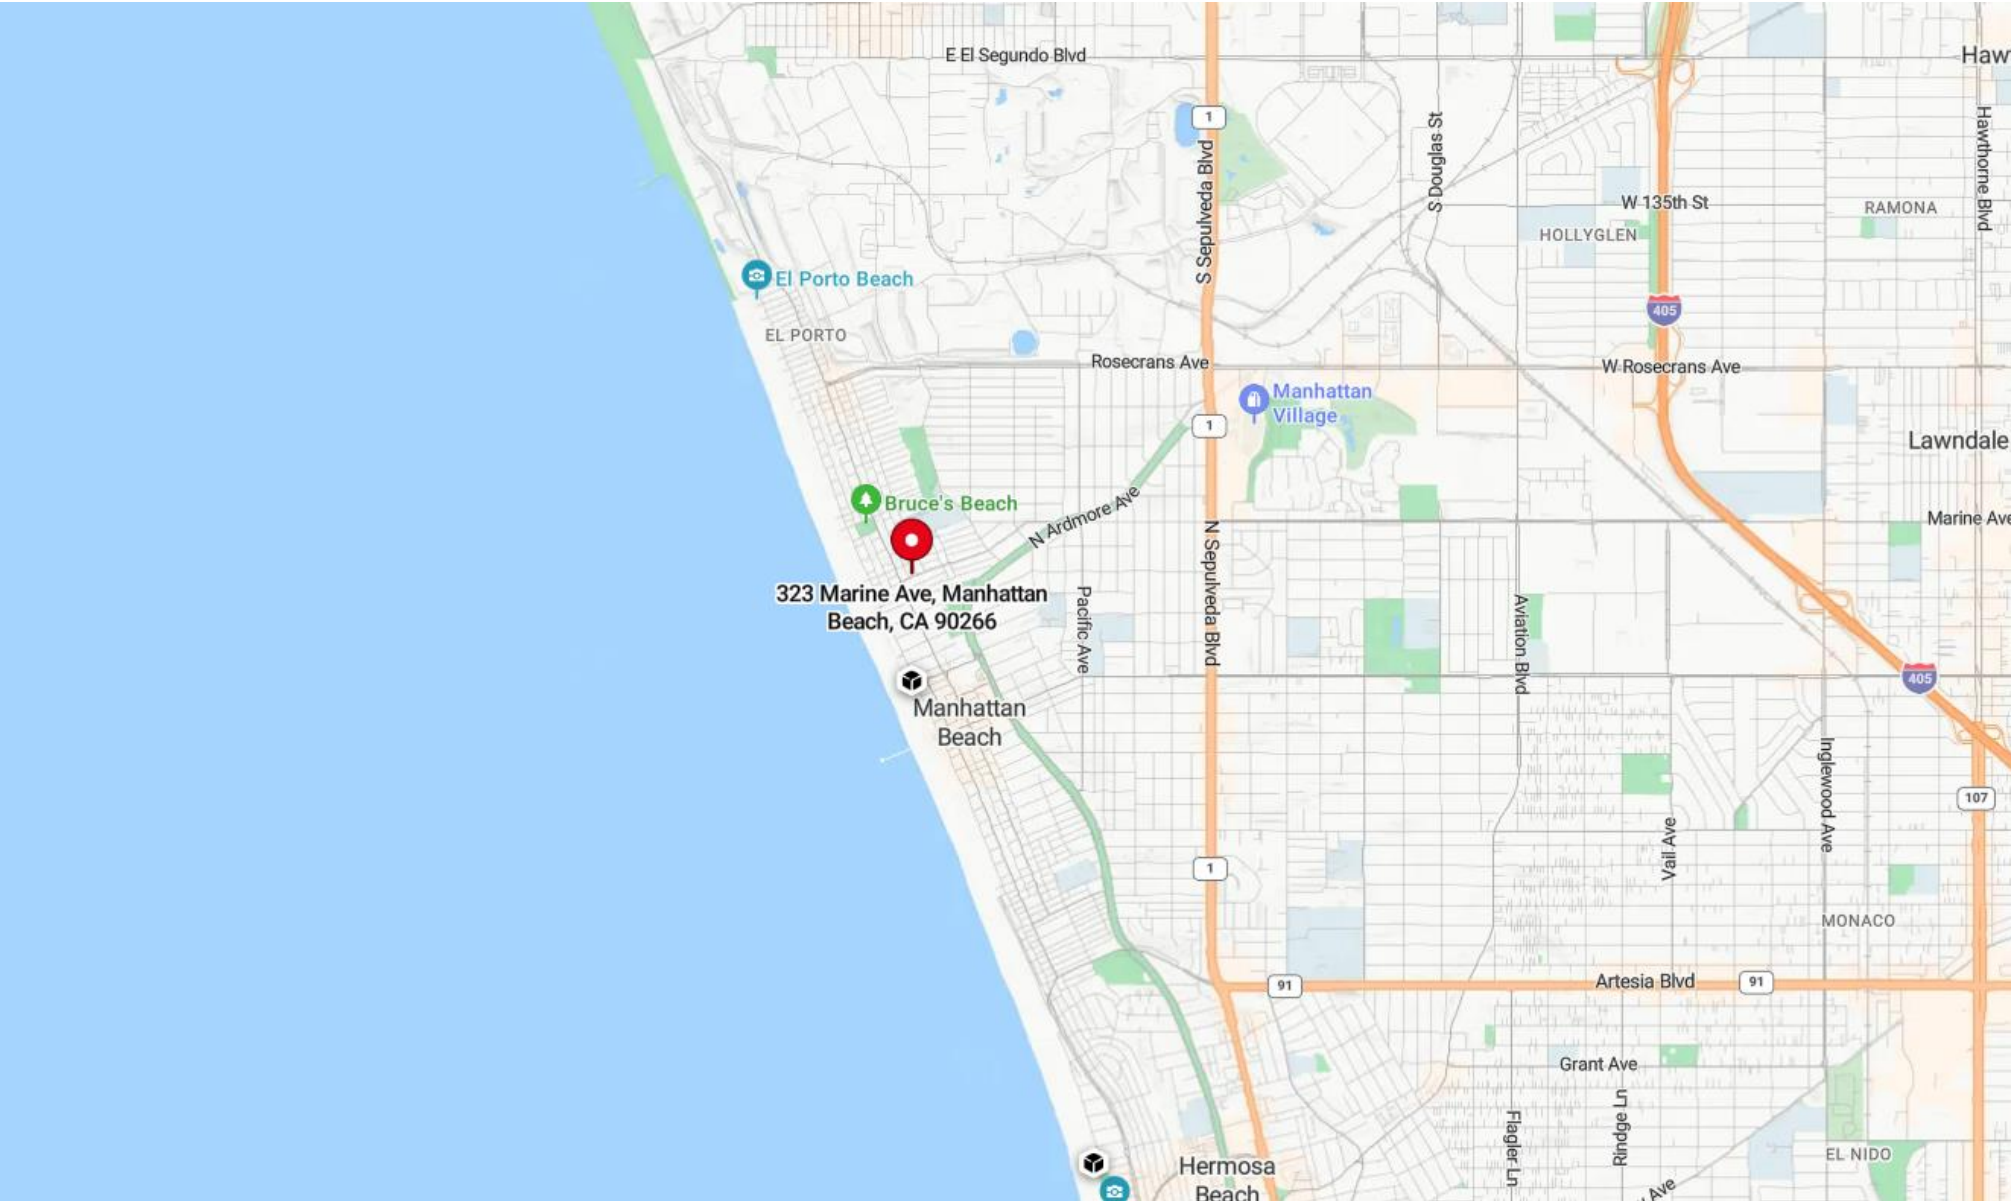 E El Segundo Blvd
Haw
1
S Sepulveda Blvd
S Douglas St
Hawthorne Blvd
W 135th St
RAMONA
HOLLYGLEN
El Porto Beach
405
EL PORTO
Rosecrans Ave
W Rosecrans Ave
Manhattan
Village
1
Lawndale
Bruce's Beach
N Ardmore Ave
Marine Ave
N Sepulveda Blvd
323 Marine Ave, Manhattan
Beach, CA 90266
Pacific Ave
Aviation Blvd
405
Manhattan
Beach
Inglewood Ave
107
Vail Ave
1
MONACO
Artesia Blvd
91
91
Grant Ave
Rindge Ln
Flagler Ln
EL NIDO
Hermosa
Beach
Ave